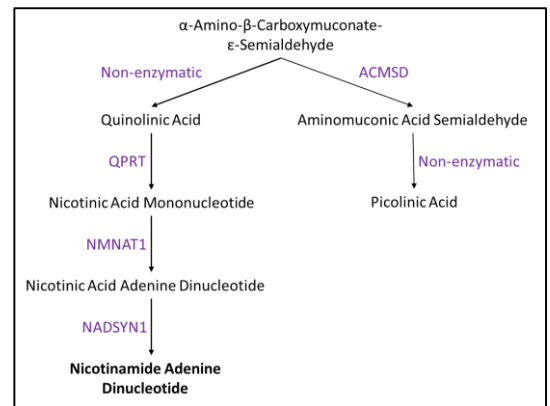 α-Amino-β-Carboxymuconate-
ε-Semialdehyde
Non-enzymatic
ACMSD
Quinolinic Acid
Aminomuconic Acid Semialdehyde
QPRT
Non-enzymatic
Nicotinic Acid Mononucleotide
Picolinic Acid
NMNAT1
Nicotinic Acid Adenine Dinucleotide
NADSYN1
Nicotinamide Adenine
Dinucleotide